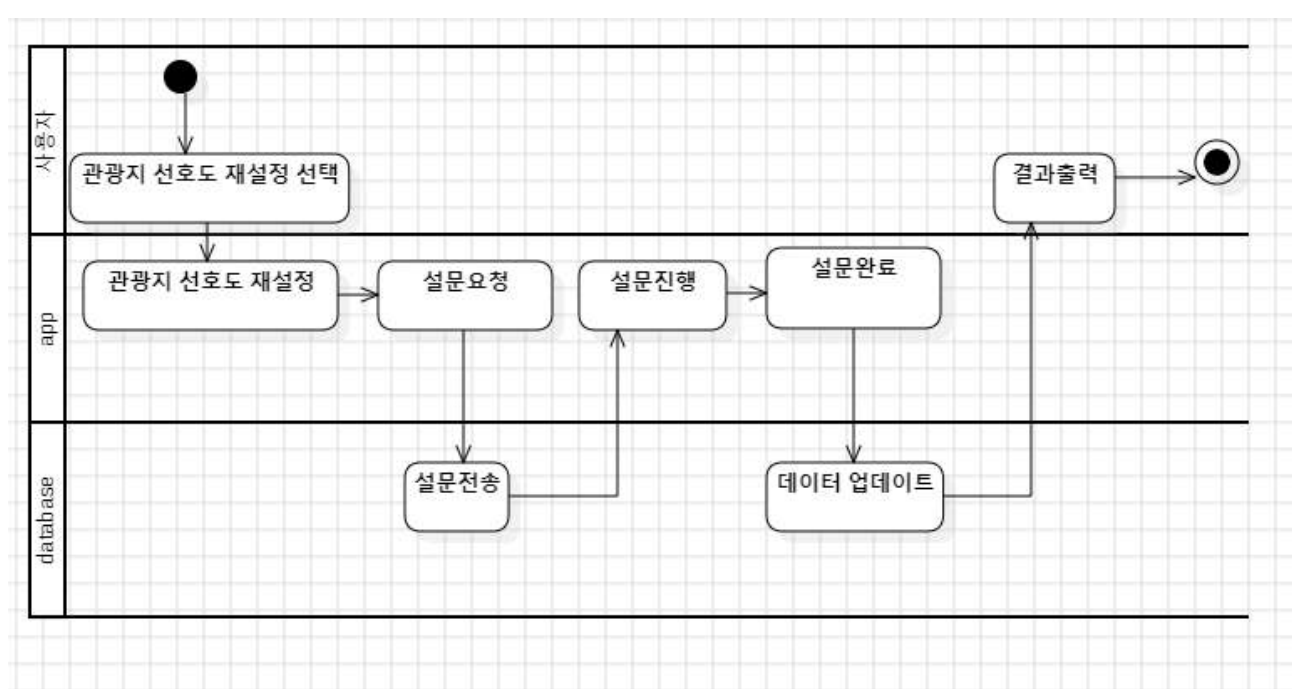 사용자
관광지 선호도 재설정 선택
결과출력
app
관광지 선호도 재설정
설문요청
설문진행
설문완료
database
설문전송
데이터 업데이트